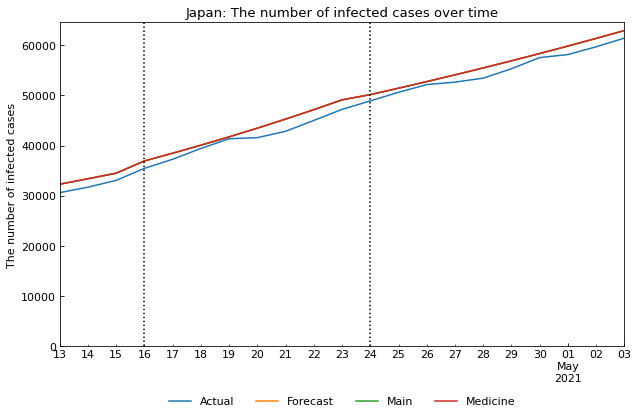 Japan: The number of infected cases over time
The number of infected cases
60000
50000
40000
30000
20000
10000
0
13 14 15 16 17 18 19 20 21 22 23 24 25 26 27 28 29 30 01 02 03
May
2021
Actual Forecast Main Medicine